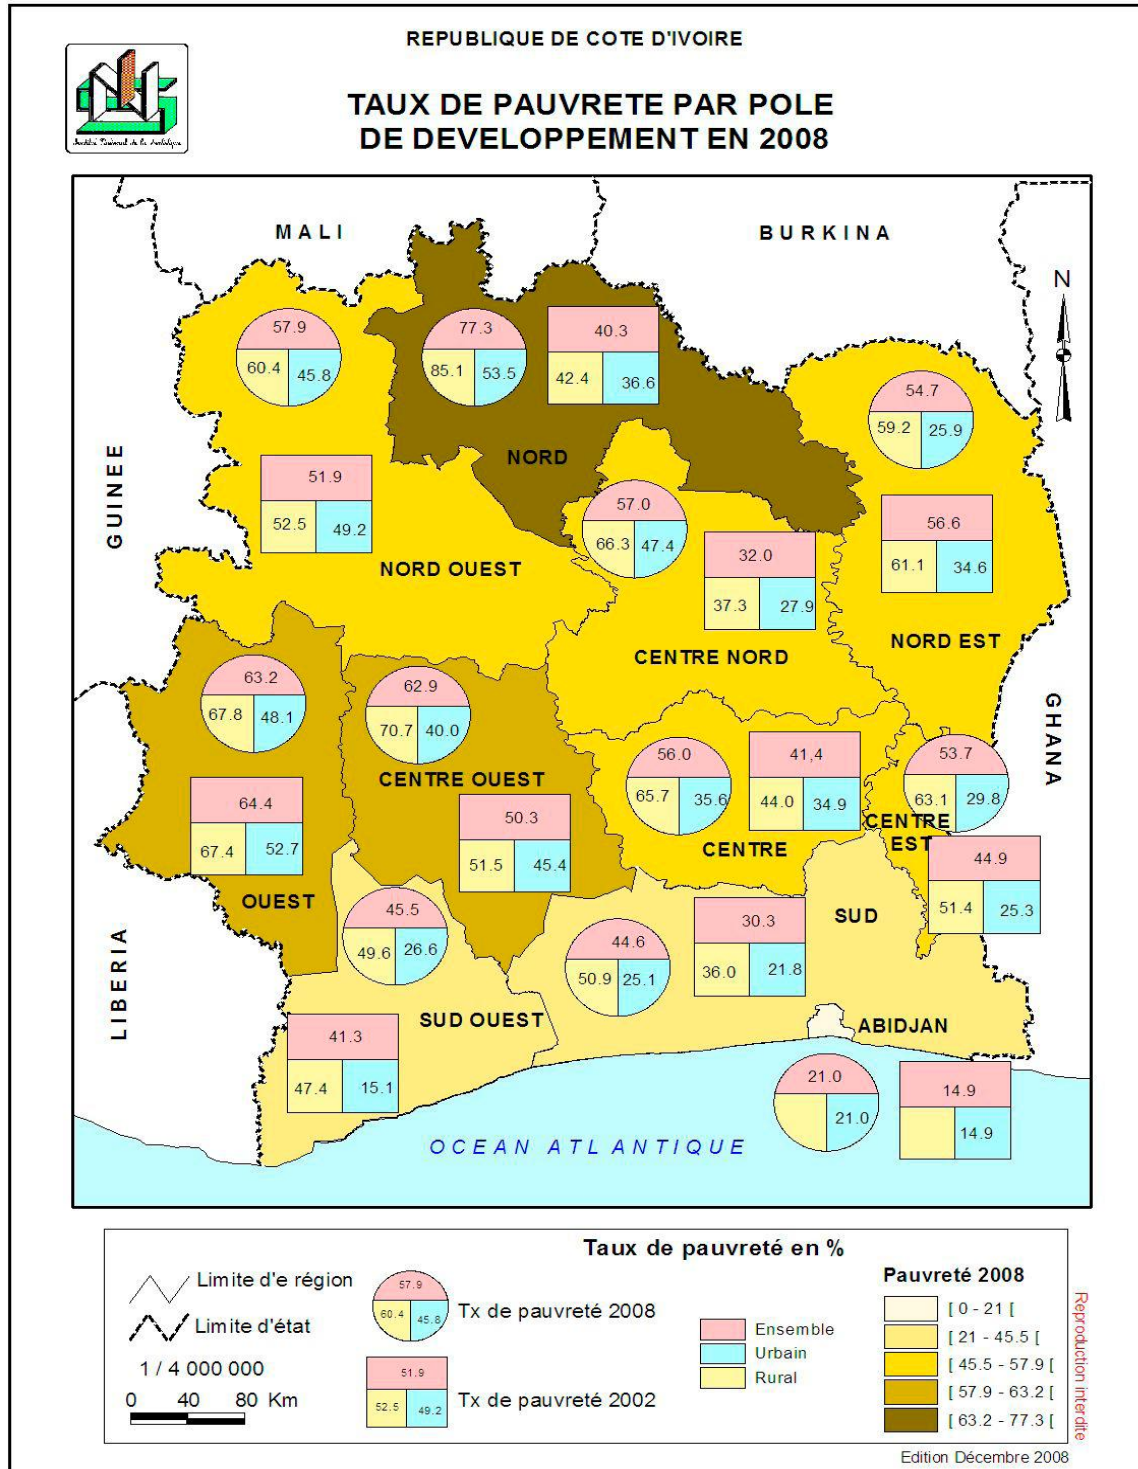 REPUBLIQUE DE COTE D'IVOIRE
TAUX DE PAUVRETE PAR POLE
DE DEVELOPPEMENT EN 2008
MALI
BURKINA
N
57.9
60.4 45.8
77.3
85.1 53.5
40.3
42.4 36.6
54.7
59.2 25.9
GUINEE
NORD
51.9
52.5 49.2
57.0
66.3 47.4
56.6
61.1 34.6
32.0
37.3 27.9
NORD OUEST
NORD EST
CENTRE NORD
63.2
67.8 48.1
62.9
70.7 40.0
GHANA
CENTRE OUEST
56.0
65.7 35.6
41,4
44.0 34.9
53.7
63.1 29.8
64.4
67.4 52.7
50.3
51.5 45.4
CENTRE
CENTRE
EST
44.9
51.4 25.3
OUEST
SUD
45.5
49.6 26.6
44.6
50.9 25.1
30.3
36.0 21.8
LIBERIA
SUD OUEST
ABIDJAN
41.3
47.4 15.1
21.0
21.0
14.9
14.9
OCEAN ATLANTIQUE
Taux de pauvreté en %
Limite d'e région
Limite d'état
1 / 4 000 000
0 40 80 Km
57.9
60.4 45.8
Tx de pauvreté 2008
51.9
52.5 49.2
Tx de pauvreté 2002
Ensemble
Urbain
Rural
Pauvreté 2008
[ 0 - 21 [
[ 21 - 45.5 [
[ 45.5 - 57.9 [
[ 57.9 - 63.2 [
[ 63.2 - 77.3 [
Reproduction interdite
Edition Décembre 2008